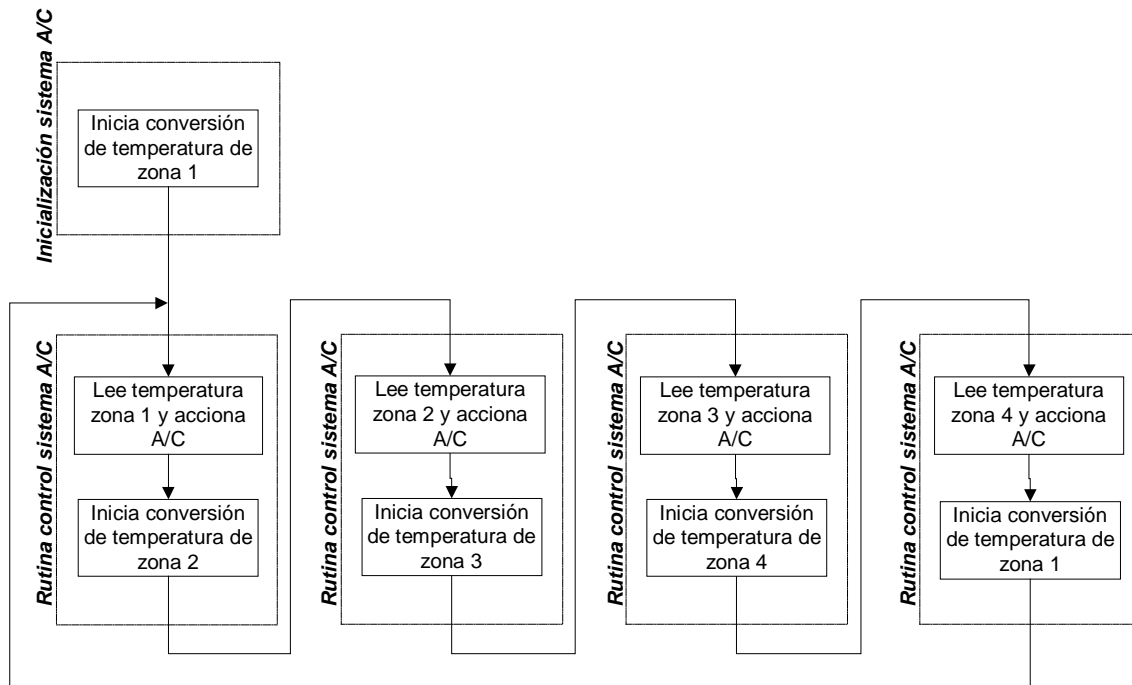 Inicialización sistema A/C
Inicia conversión
de temperatura de
zona 1
Rutina control sistema A/C
Lee temperatura
zona 1 y acciona
A/C
Inicia conversión
de temperatura de
zona 2
Rutina control sistema A/C
Lee temperatura
zona 2 y acciona
A/C
Inicia conversión
de temperatura de
zona 3
Rutina control sistema A/C
Lee temperatura
zona 3 y acciona
A/C
Inicia conversión
de temperatura de
zona 4
Rutina control sistema A/C
Lee temperatura
zona 4 y acciona
A/C
Inicia conversión
de temperatura de
zona 1